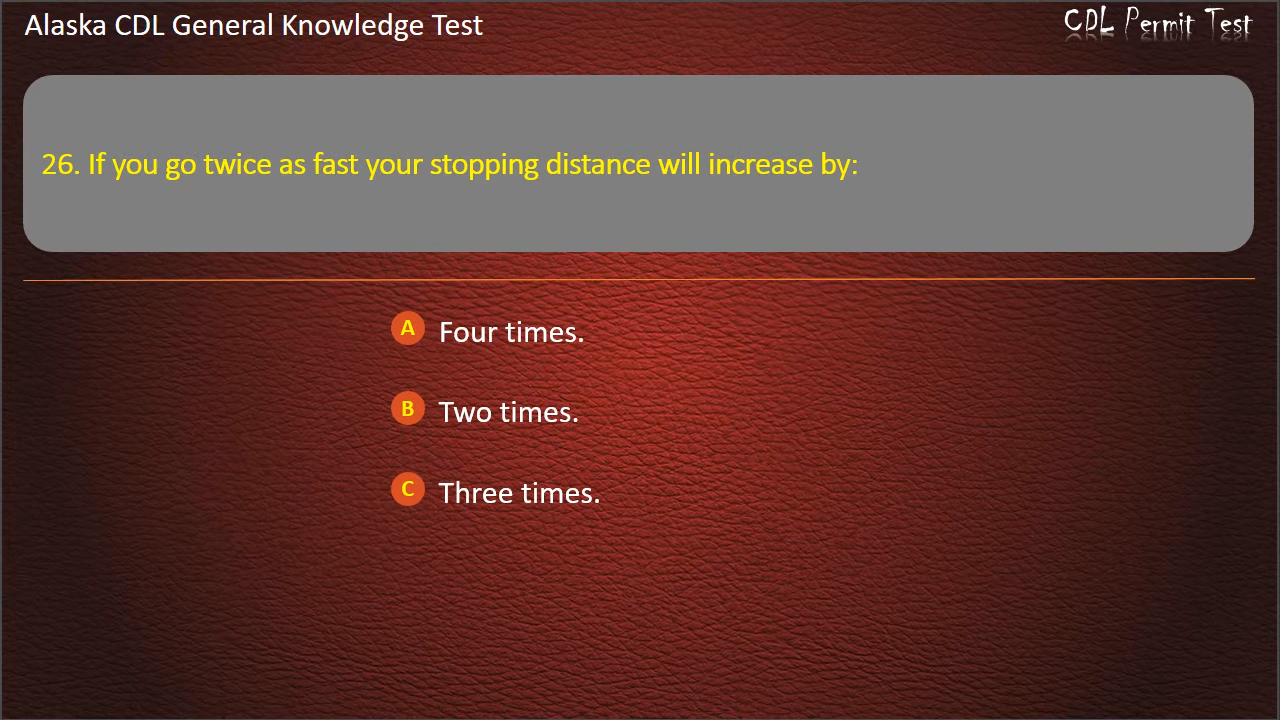 Alaska CDL General Knowledge Test
CDL Permit Test
26. If you go twice as fast your stopping distance will increase by:
A Four times.
B Two times.
C Three times.